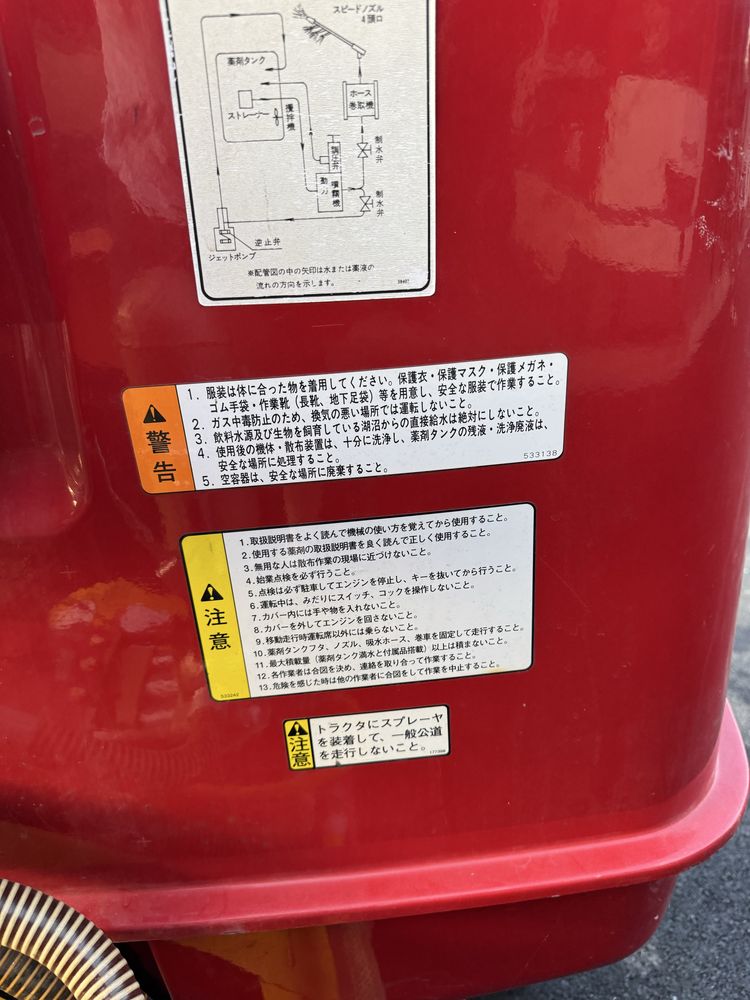 スピードノズル
4頭口
薬剤タンク
ストレーナー
攪拌機
ホース
巻取機
制水弁
調圧弁
動力噴霧機
制水弁
逆止弁
ジェットポンプ
※配管図の中の矢印は水または薬液の
流れの方向を示します。
警告
1. 服装は体に合った物を着用してください。保護衣・保護マスク・保護メガネ・
ゴム手袋・作業靴(長靴、地下足袋)等を用意し、安全な服装で作業すること。
2. ガス中毒防止のため、換気の悪い場所では運転しないこと。
3. 飲料水源及び生物を飼育している湖沼からの直接給水は絶対にしないこと。
4. 使用後の機体・散布装置は、十分に洗浄し、薬剤タンクの残液・洗浄廃液は、
安全な場所に処理すること。
5. 空容器は、安全な場所に廃棄すること。
533138
注意
1.取扱説明書をよく読んで機械の使い方を覚えてから使用すること。
2.使用する薬剤の取扱説明書を良く読んで正しく使用すること。
3.無用な人は散布作業の現場に近づけないこと。
4.始業点検を必ず行うこと。
5.点検は必ず駐車してエンジンを停止し、キーを抜いてから行うこと。
6.運転中は、みだりにスイッチ、コックを操作しないこと。
7.カバー内には手や物を入れないこと。
8.カバーを外してエンジンを回さないこと。
9.移動走行時運転席以外には乗らないこと。
10.薬剤タンクフタ、ノズル、吸水ホース、巻車を固定して走行すること。
11.最大積載量(薬剤タンク満水と付属品搭載)以上は積まないこと。
12.各作業者は合図を決め、連絡を取り合って作業すること。
13.危険を感じた時は他の作業者に合図をして作業を中止すること。
533242
注意
トラクタにスプレーヤ
を装着して、一般公道
を走行しないこと。